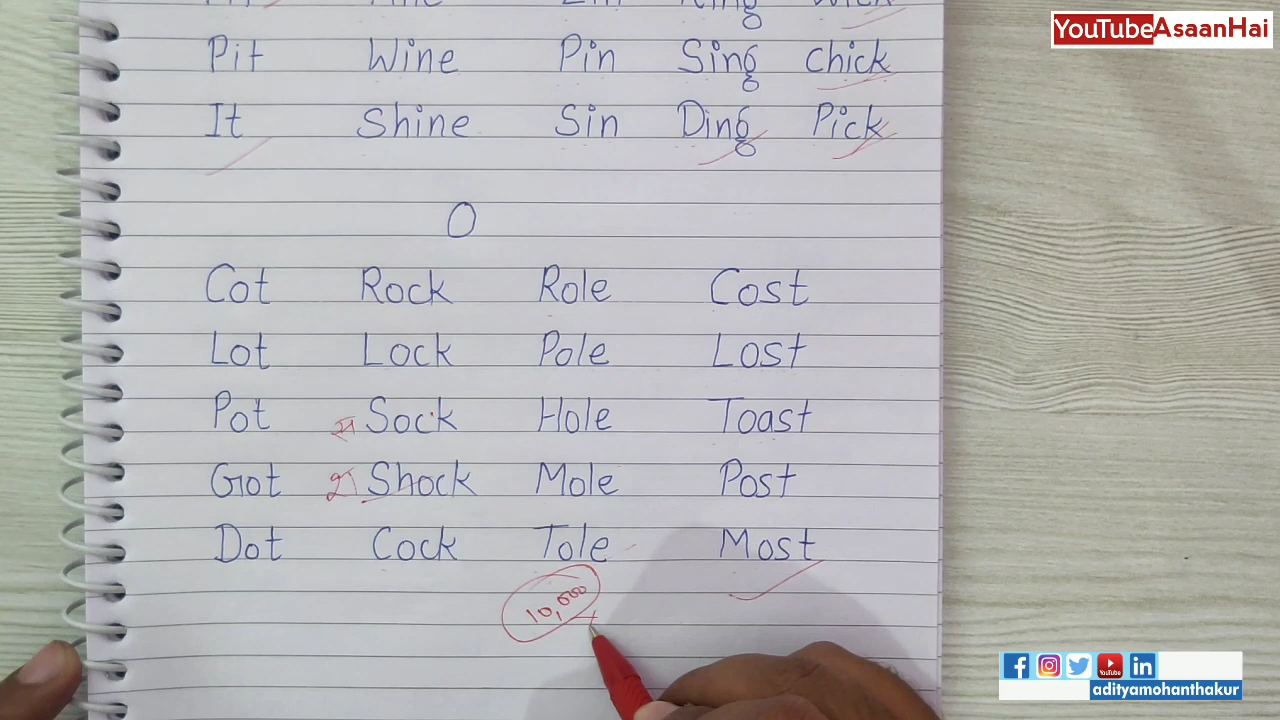 YouTubeAsaanHai
Pit Wine Pin Sing Chick
It Shine Sin Ding Pick
O
Cot Rock Role Cost
Lot Lock Pole Lost
Pot स Sock Hole Toast
Got श Shock Mole Post
Dot Cock Tole Most
10,000
YouTube
adityamohanthakur